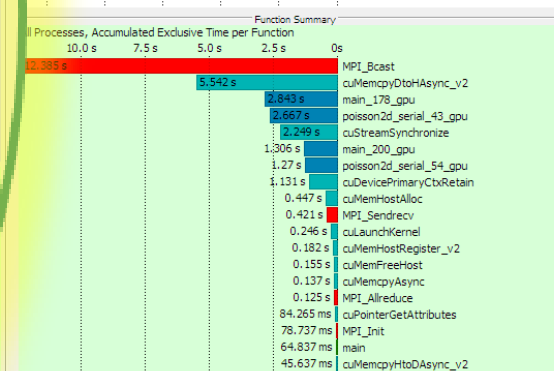 Function Summary
ll Processes, Accumulated Exclusive Time per Function
10.0 s 7.5 s 5.0 s 2.5 s 0s
12.385 s MPI_Bcast
5.542 s cuMemcpyDtoHAsync_v2
2.843 s main_178_gpu
2.667 s poisson2d_serial_43_gpu
2.249 s cuStreamSynchronize
1.306 s main_200_gpu
1.27 s poisson2d_serial_54_gpu
1.131 s cuDevicePrimaryCtxRetain
0.447 s cuMemHostAlloc
0.421 s MPI_Sendrecv
0.246 s cuLaunchKernel
0.182 s cuMemHostRegister_v2
0.155 s cuMemFreeHost
0.137 s cuMemcpyAsync
0.125 s MPI_Allreduce
84.265 ms cuPointerGetAttributes
78.737 ms MPI_Init
64.837 ms main
45.637 ms cuMemcpyHtoDAsync_v2